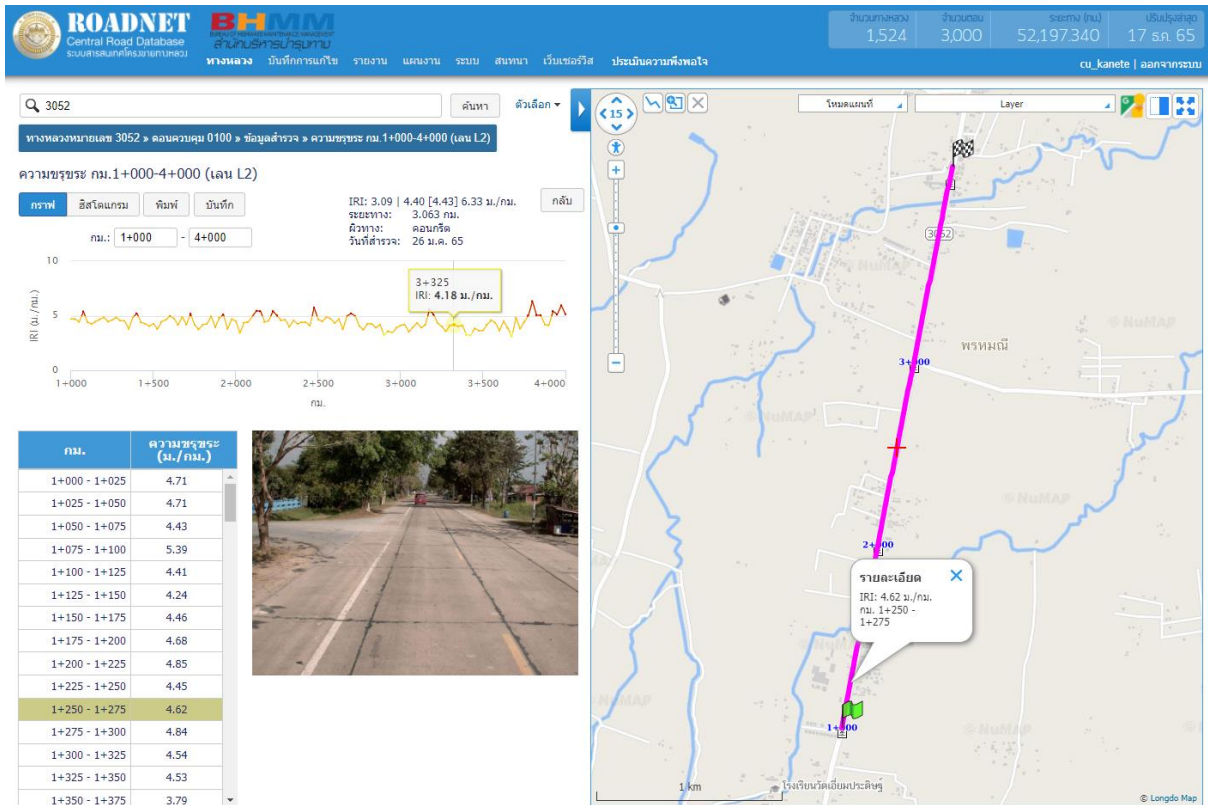 ROADNET
Central Road Database
ระบบสารสนเทศโครงข่ายทางหลวง
BHMM
BUREAU OF HIGHWAYS MAINTENANCE MANAGEMENT
สำนักบริหารบำรุงทาง
จำนวนทางหลวง
1,524
จำนวนตอน
3,000
ระยะทาง (กม.)
52,197.340
ปรับปรุงล่าสุด
17 ธ.ค. 65
ทางหลวง บันทึกการแก้ไข รายงาน แผนงาน ระบบ สนทนา เว็บเซอร์วิส ประเมินความพึงพอใจ
cu_kanete | ออกจากระบบ
3052 ค้นหา ตัวเลือก
ทางหลวงหมายเลข 3052 » ตอนควบคุม 0100 » ข้อมูลสำรวจ » ความขรุขระ กม.1+000-4+000 (เลน L2)
ความขรุขระ กม.1+000-4+000 (เลน L2)
กราฟ ฮิสโตแกรม พิมพ์ บันทึก
กม.: 1+000 - 4+000
IRI: 3.09 | 4.40 [4.43] 6.33 ม./กม.
ระยะทาง: 3.063 กม.
ผิวทาง: คอนกรีต
วันที่สำรวจ: 26 ม.ค. 65
กลับ
IRI (ม./กม.)
10
5
0
3+325
IRI: 4.18 ม./กม.
1+000 1+500 2+000 2+500 3+000 3+500 4+000
กม.
กม. ความขรุขระ (ม./กม.)
1+000 - 1+025 4.71
1+025 - 1+050 4.71
1+050 - 1+075 4.43
1+075 - 1+100 5.39
1+100 - 1+125 4.41
1+125 - 1+150 4.24
1+150 - 1+175 4.46
1+175 - 1+200 4.68
1+200 - 1+225 4.85
1+225 - 1+250 4.45
1+250 - 1+275 4.62
1+275 - 1+300 4.84
1+300 - 1+325 4.54
1+325 - 1+350 4.53
1+350 - 1+375 3.79
15
โหมดแผนที่
Layer
3052
© NuMAP
พรหมณี
3+000
2+000
รายละเอียด
IRI: 4.62 ม./กม.
กม. 1+250 -
1+275
1+000
1 km
โรงเรียนวัดเอี่ยมประดิษฐ์
© Longdo Map